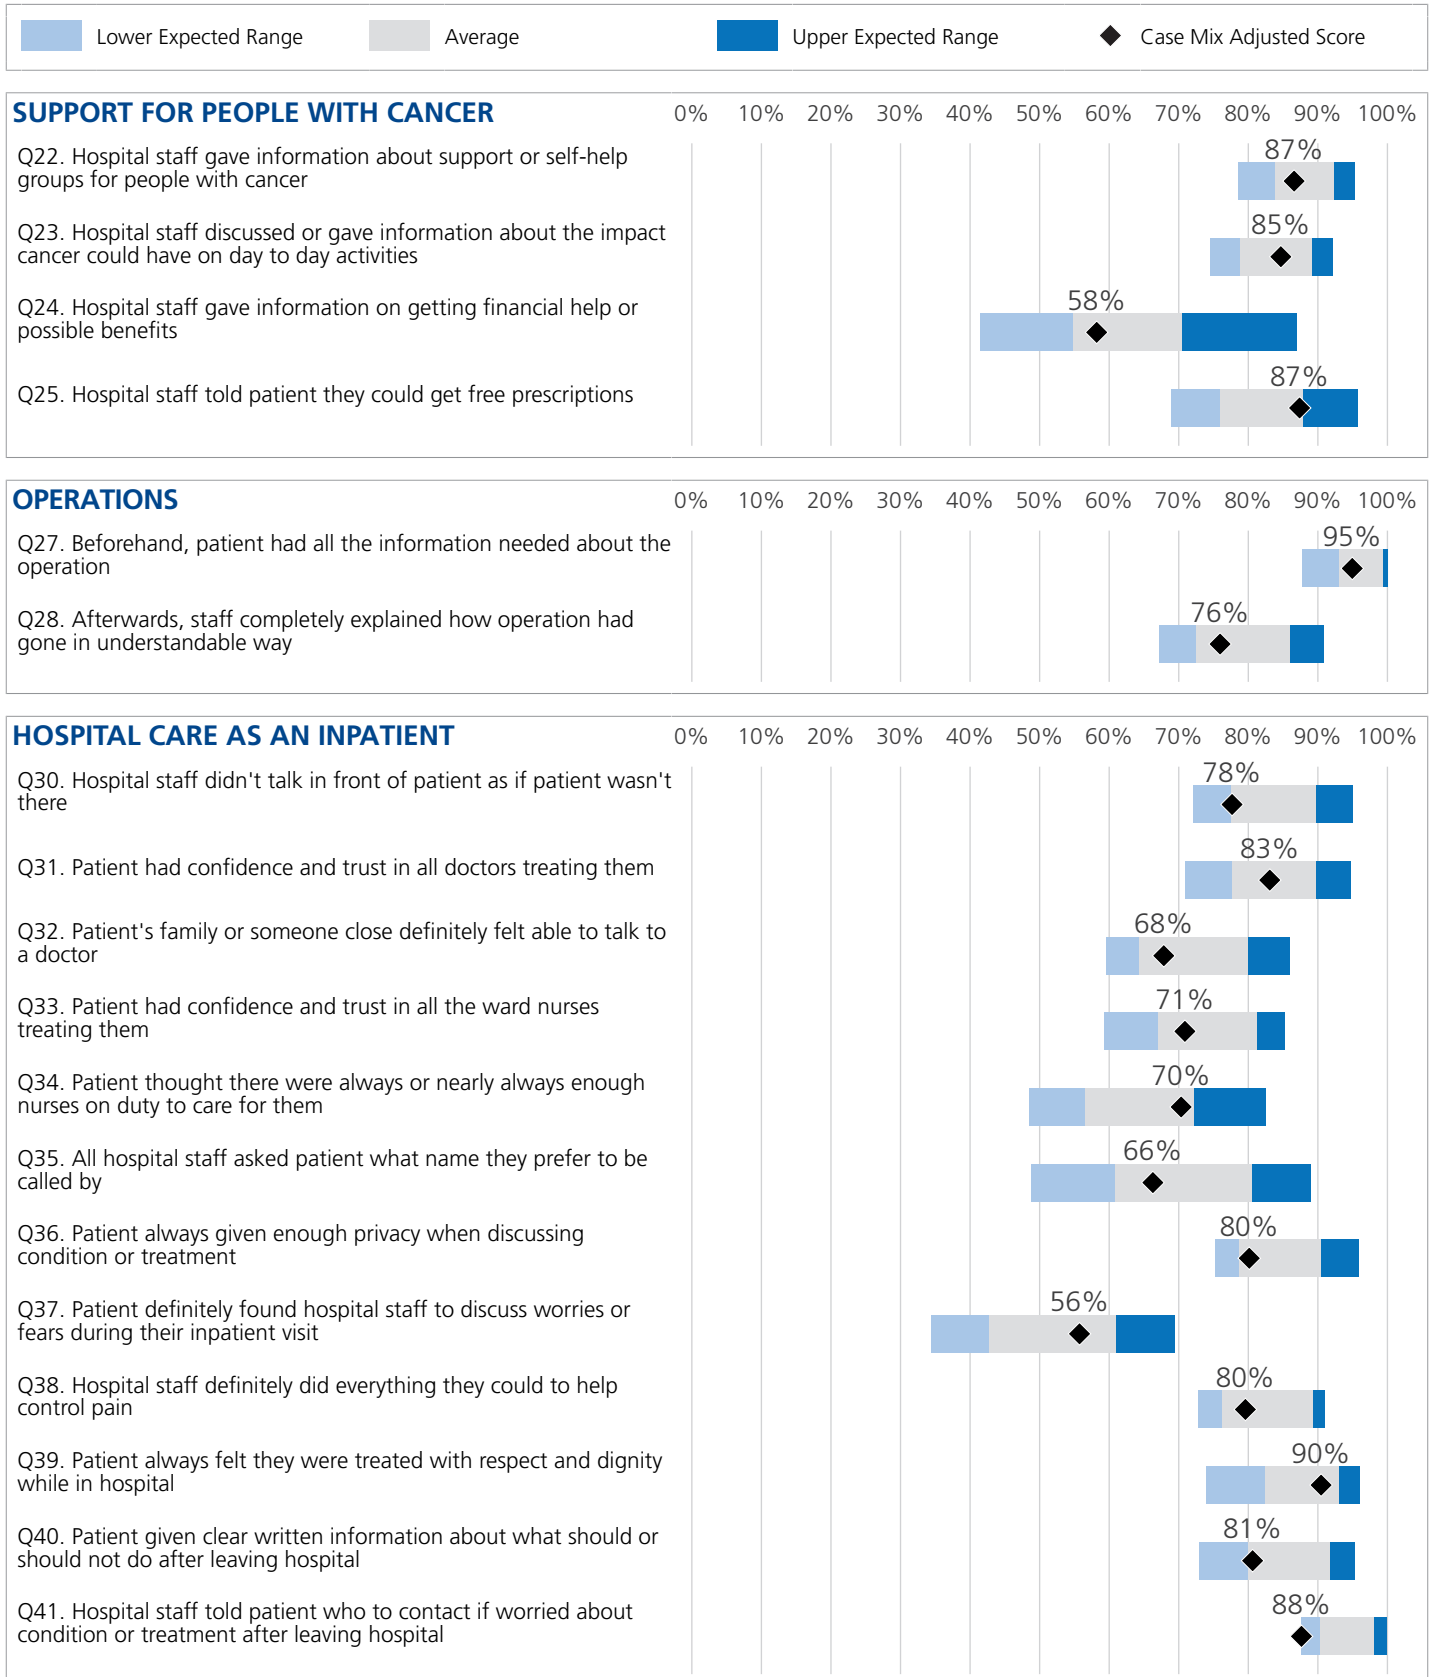 Lower Expected Range Average Upper Expected Range Case Mix Adjusted Score
SUPPORT FOR PEOPLE WITH CANCER 0% 10% 20% 30% 40% 50% 60% 70% 80% 90% 100%
Q22. Hospital staff gave information about support or self-help
groups for people with cancer
87%
Q23. Hospital staff discussed or gave information about the impact
cancer could have on day to day activities
85%
Q24. Hospital staff gave information on getting financial help or
possible benefits
58%
Q25. Hospital staff told patient they could get free prescriptions
87%
OPERATIONS 0% 10% 20% 30% 40% 50% 60% 70% 80% 90% 100%
Q27. Beforehand, patient had all the information needed about the
operation
95%
Q28. Afterwards, staff completely explained how operation had
gone in understandable way
76%
HOSPITAL CARE AS AN INPATIENT 0% 10% 20% 30% 40% 50% 60% 70% 80% 90% 100%
Q30. Hospital staff didn't talk in front of patient as if patient wasn't
there
78%
Q31. Patient had confidence and trust in all doctors treating them
83%
Q32. Patient's family or someone close definitely felt able to talk to
a doctor
68%
Q33. Patient had confidence and trust in all the ward nurses
treating them
71%
Q34. Patient thought there were always or nearly always enough
nurses on duty to care for them
70%
Q35. All hospital staff asked patient what name they prefer to be
called by
66%
Q36. Patient always given enough privacy when discussing
condition or treatment
80%
Q37. Patient definitely found hospital staff to discuss worries or
fears during their inpatient visit
56%
Q38. Hospital staff definitely did everything they could to help
control pain
80%
Q39. Patient always felt they were treated with respect and dignity
while in hospital
90%
Q40. Patient given clear written information about what should or
should not do after leaving hospital
81%
Q41. Hospital staff told patient who to contact if worried about
condition or treatment after leaving hospital
88%